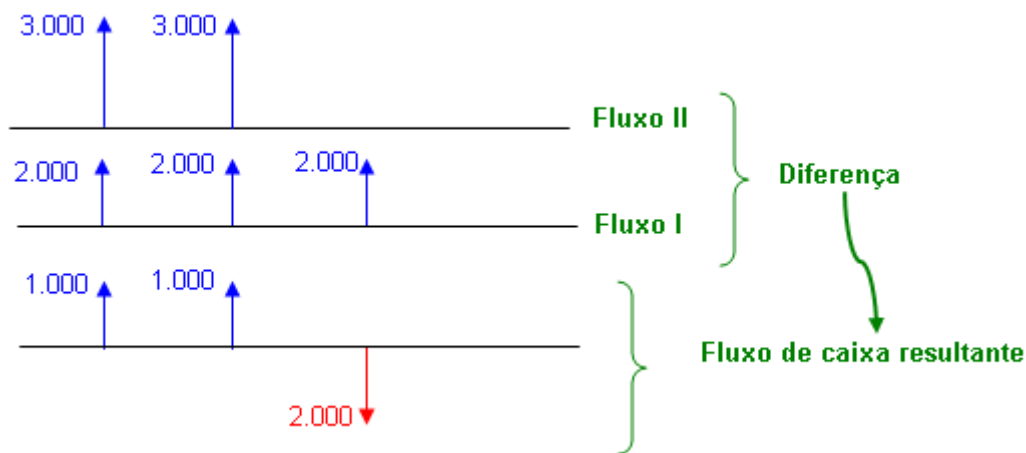 3.000 3.000
Fluxo II
2.000 2.000 2.000
Diferença
Fluxo I
1.000 1.000
Fluxo de caixa resultante
2.000